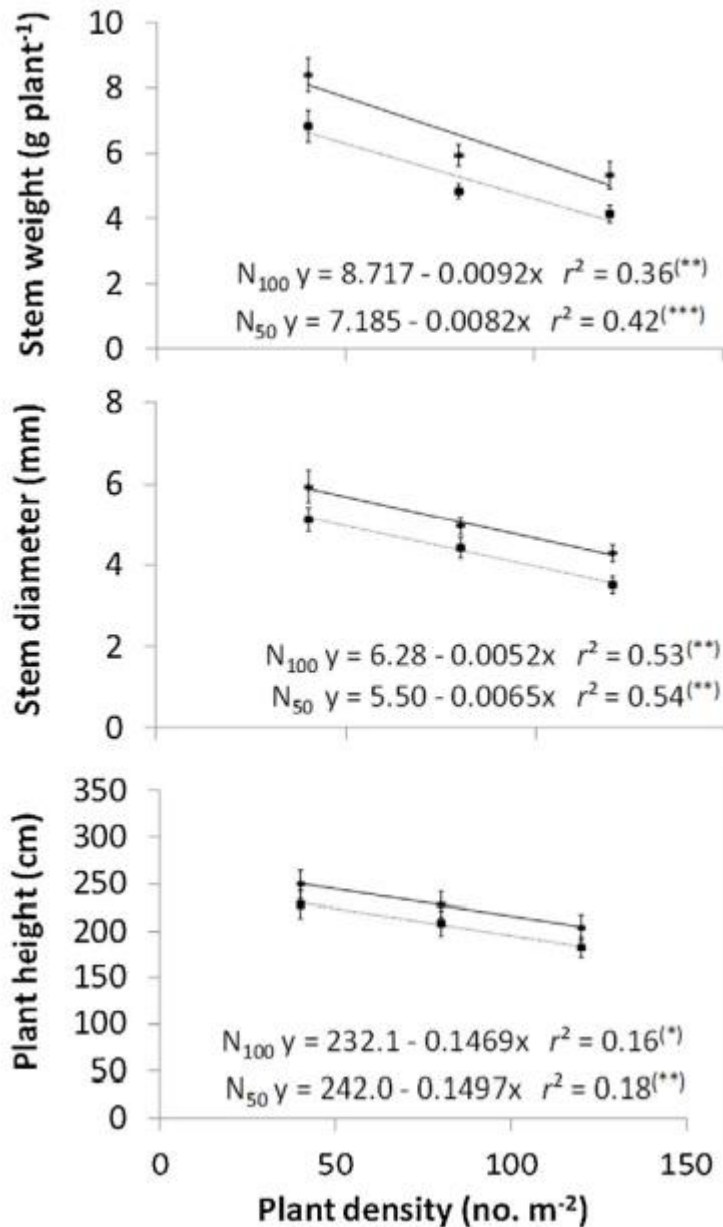 Stem weight (g plant⁻¹)
10
8
6
4
2
0
N₁₀₀ y = 8.717 - 0.0092x r² = 0.36(**)
N₅₀ y = 7.185 - 0.0082x r² = 0.42(***)
Stem diameter (mm)
8
6
4
2
0
N₁₀₀ y = 6.28 - 0.0052x r² = 0.53(**)
N₅₀ y = 5.50 - 0.0065x r² = 0.54(**)
Plant height (cm)
350
300
250
200
150
100
50
0
N₁₀₀ y = 232.1 - 0.1469x r² = 0.16(*)
N₅₀ y = 242.0 - 0.1497x r² = 0.18(**)
0 50 100 150
Plant density (no. m⁻²)